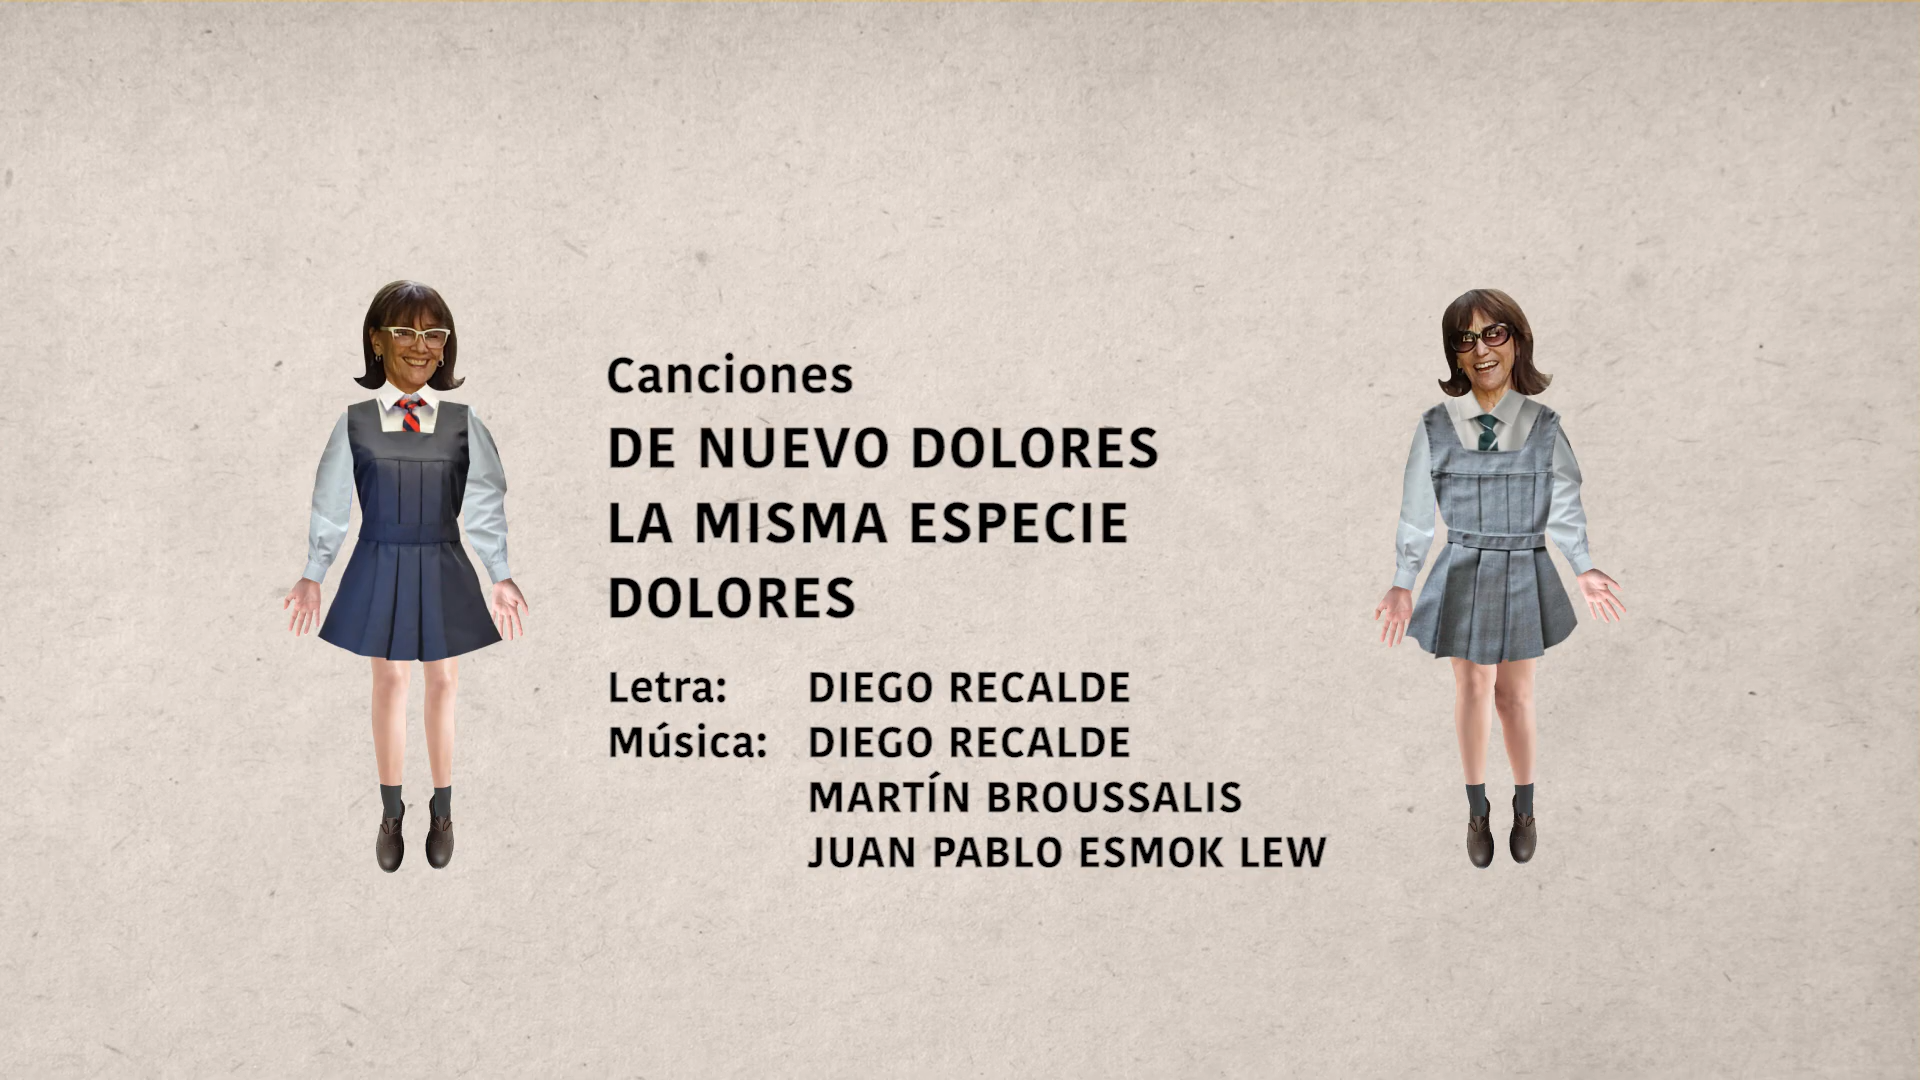 Canciones
DE NUEVO DOLORES
LA MISMA ESPECIE
DOLORES
Letra: DIEGO RECALDE
Música: DIEGO RECALDE
MARTÍN BROUSSALIS
JUAN PABLO ESMOK LEW